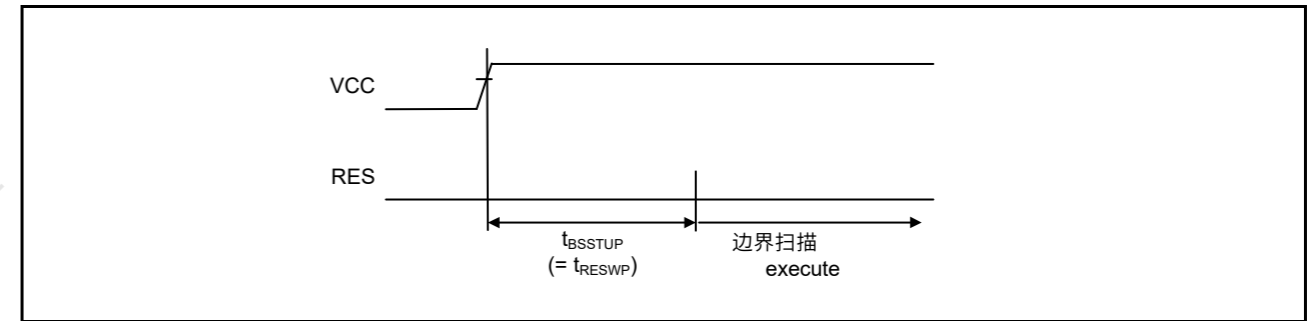 VCC
RES
tBSSTUP
(= tRESWP)
边界扫描
execute